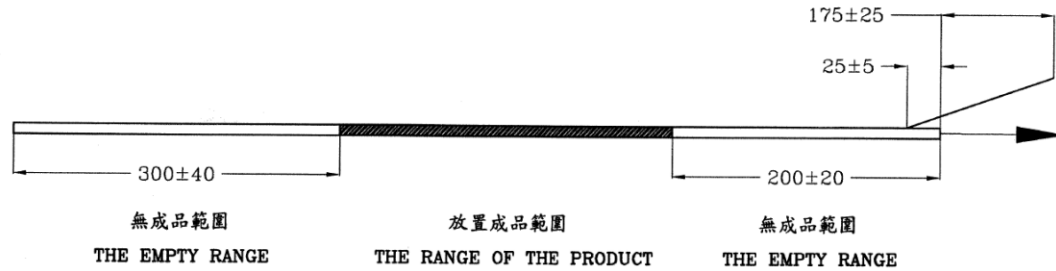 175±25
25±5
300±40
200±20
無成品範圍
放置成品範圍
無成品範圍
THE EMPTY RANGE
THE RANGE OF THE PRODUCT
THE EMPTY RANGE